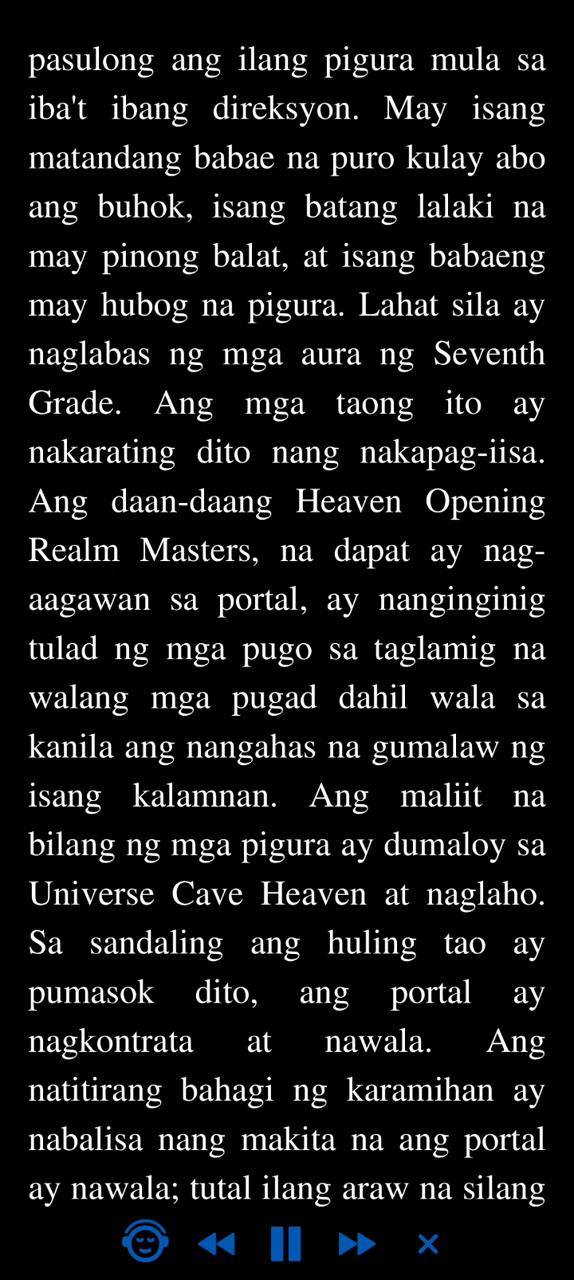 pasulong ang ilang pigura mula sa
iba't ibang direksyon. May isang
matandang babae na puro kulay abo
ang buhok, isang batang lalaki na
may pinong balat, at isang babaeng
may hubog na pigura. Lahat sila ay
naglabas ng mga aura ng Seventh
Grade. Ang mga taong ito ay
nakarating dito nang nakapag-iisa.
Ang daan-daang Heaven Opening
Realm Masters, na dapat ay nag-
aagawan sa portal, ay nanginginig
tulad ng mga pugo sa taglamig na
walang mga pugad dahil wala sa
kanila ang nangahas na gumalaw ng
isang kalamnan. Ang maliit na
bilang ng mga pigura ay dumaloy sa
Universe Cave Heaven at naglaho.
Sa sandaling ang huling tao ay
pumasok dito, ang portal ay
nagkontrata at nawala. Ang
natitirang bahagi ng karamihan ay
nabalisa nang makita na ang portal
ay nawala; tutal ilang araw na silang